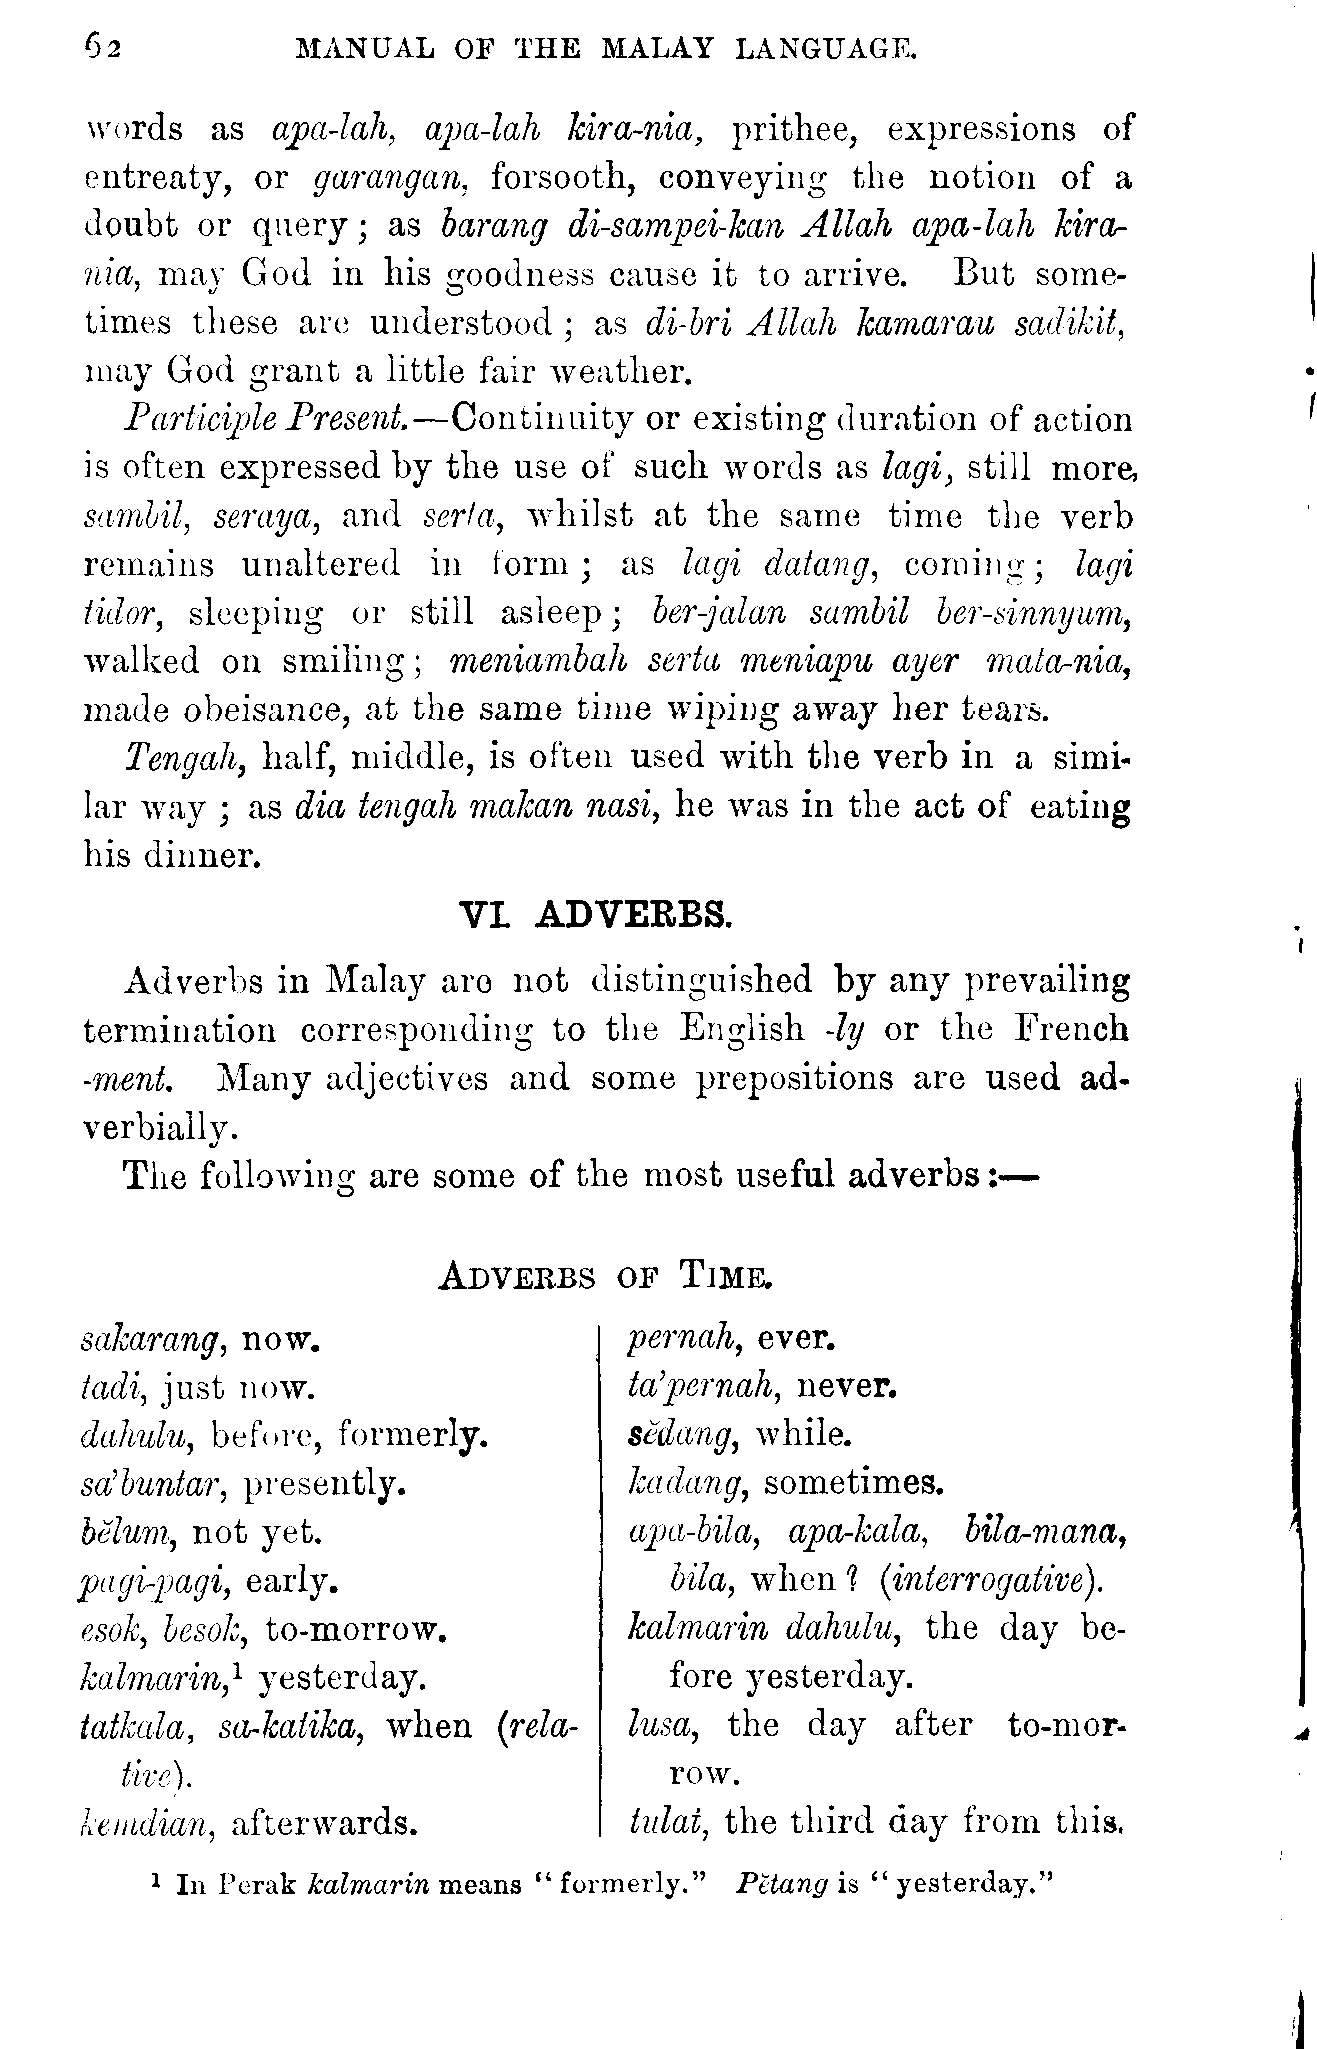 62 MANUAL OF THE MALAY LANGUAGE.
words as apa-lah, apa-lah kira-nia, prithee, expressions of
entreaty, or garangan, forsooth, conveying the notion of a
doubt or query; as barang di-sampei-kan Allah apa-lah kira-
nia, may God in his goodness cause it to arrive. But some-
times these are understood; as di-bri Allah kamarau sadikit,
may God grant a little fair weather.
Participle Present.—Continuity or existing duration of action
is often expressed by the use of such words as lagi, still more,
sambil, seraya, and serta, whilst at the same time the verb
remains unaltered in form; as lagi datang, coming; lagi
tidor, sleeping or still asleep; ber-jalan sambil ber-sinnyum,
walked on smiling; meniambah serta meniapu ayer mata-nia,
made obeisance, at the same time wiping away her tears.
Tengah, half, middle, is often used with the verb in a simi-
lar way; as dia tengah makan nasi, he was in the act of eating
his dinner.
VI. ADVERBS.
Adverbs in Malay are not distinguished by any prevailing
termination corresponding to the English -ly or the French
-ment. Many adjectives and some prepositions are used ad-
verbially.
The following are some of the most useful adverbs:—
ADVERBS OF TIME.
sakarang, now.
tadi, just now.
dahulu, before, formerly.
sa'buntar, presently.
bĕlum, not yet.
pagi-pagi, early.
esok, besok, to-morrow.
kalmarin,¹ yesterday.
tatkala, sa-katika, when (rela-
tive).
kemdian, afterwards.
pernah, ever.
ta'pernah, never.
sĕdang, while.
kadang, sometimes.
apa-bila, apa-kala, bila-mana,
bila, when? (interrogative).
kalmarin dahulu, the day be-
fore yesterday.
lusa, the day after to-mor-
row.
tulat, the third day from this.
¹ In Perak kalmarin means "formerly." Pĕtang is "yesterday."